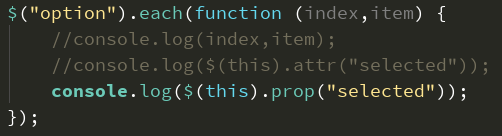 $("option").each(function (index,item) {
    //console.log(index,item);
    //console.log($(this).attr("selected"));
    console.log($(this).prop("selected"));
});